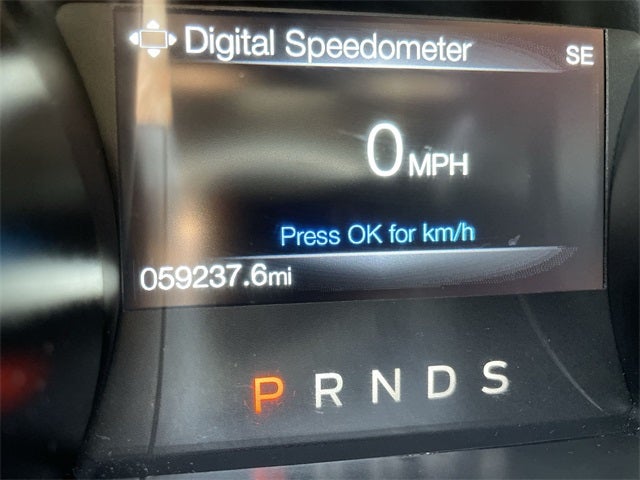 Digital Speedometer SE
0 MPH
Press OK for km/h
059237.6mi
P R N D S